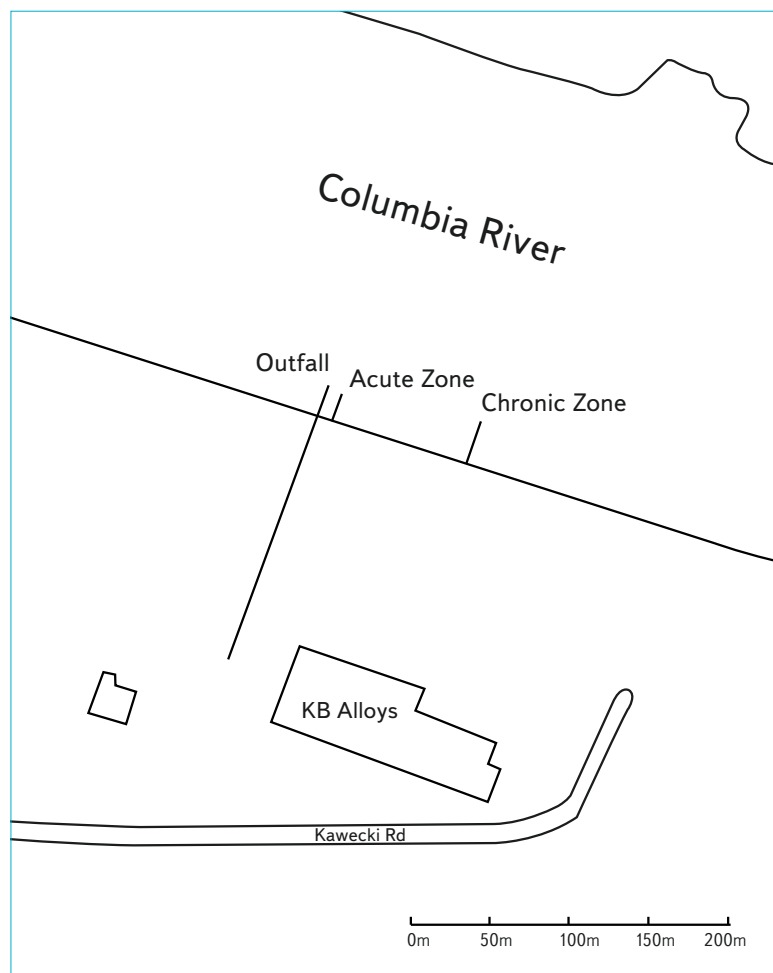 Columbia River
Outfall
Acute Zone
Chronic Zone
KB Alloys
Kawecki Rd
0m 50m 100m 150m 200m